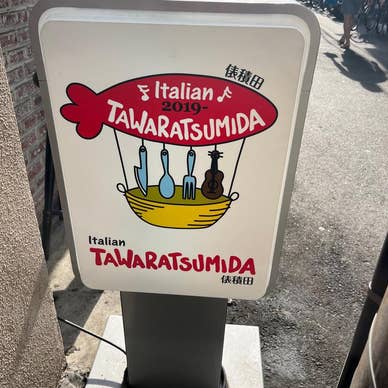 俵積田
Italian
2019-
TAWARATSUMIDA
Italian
TAWARATSUMIDA
俵積田